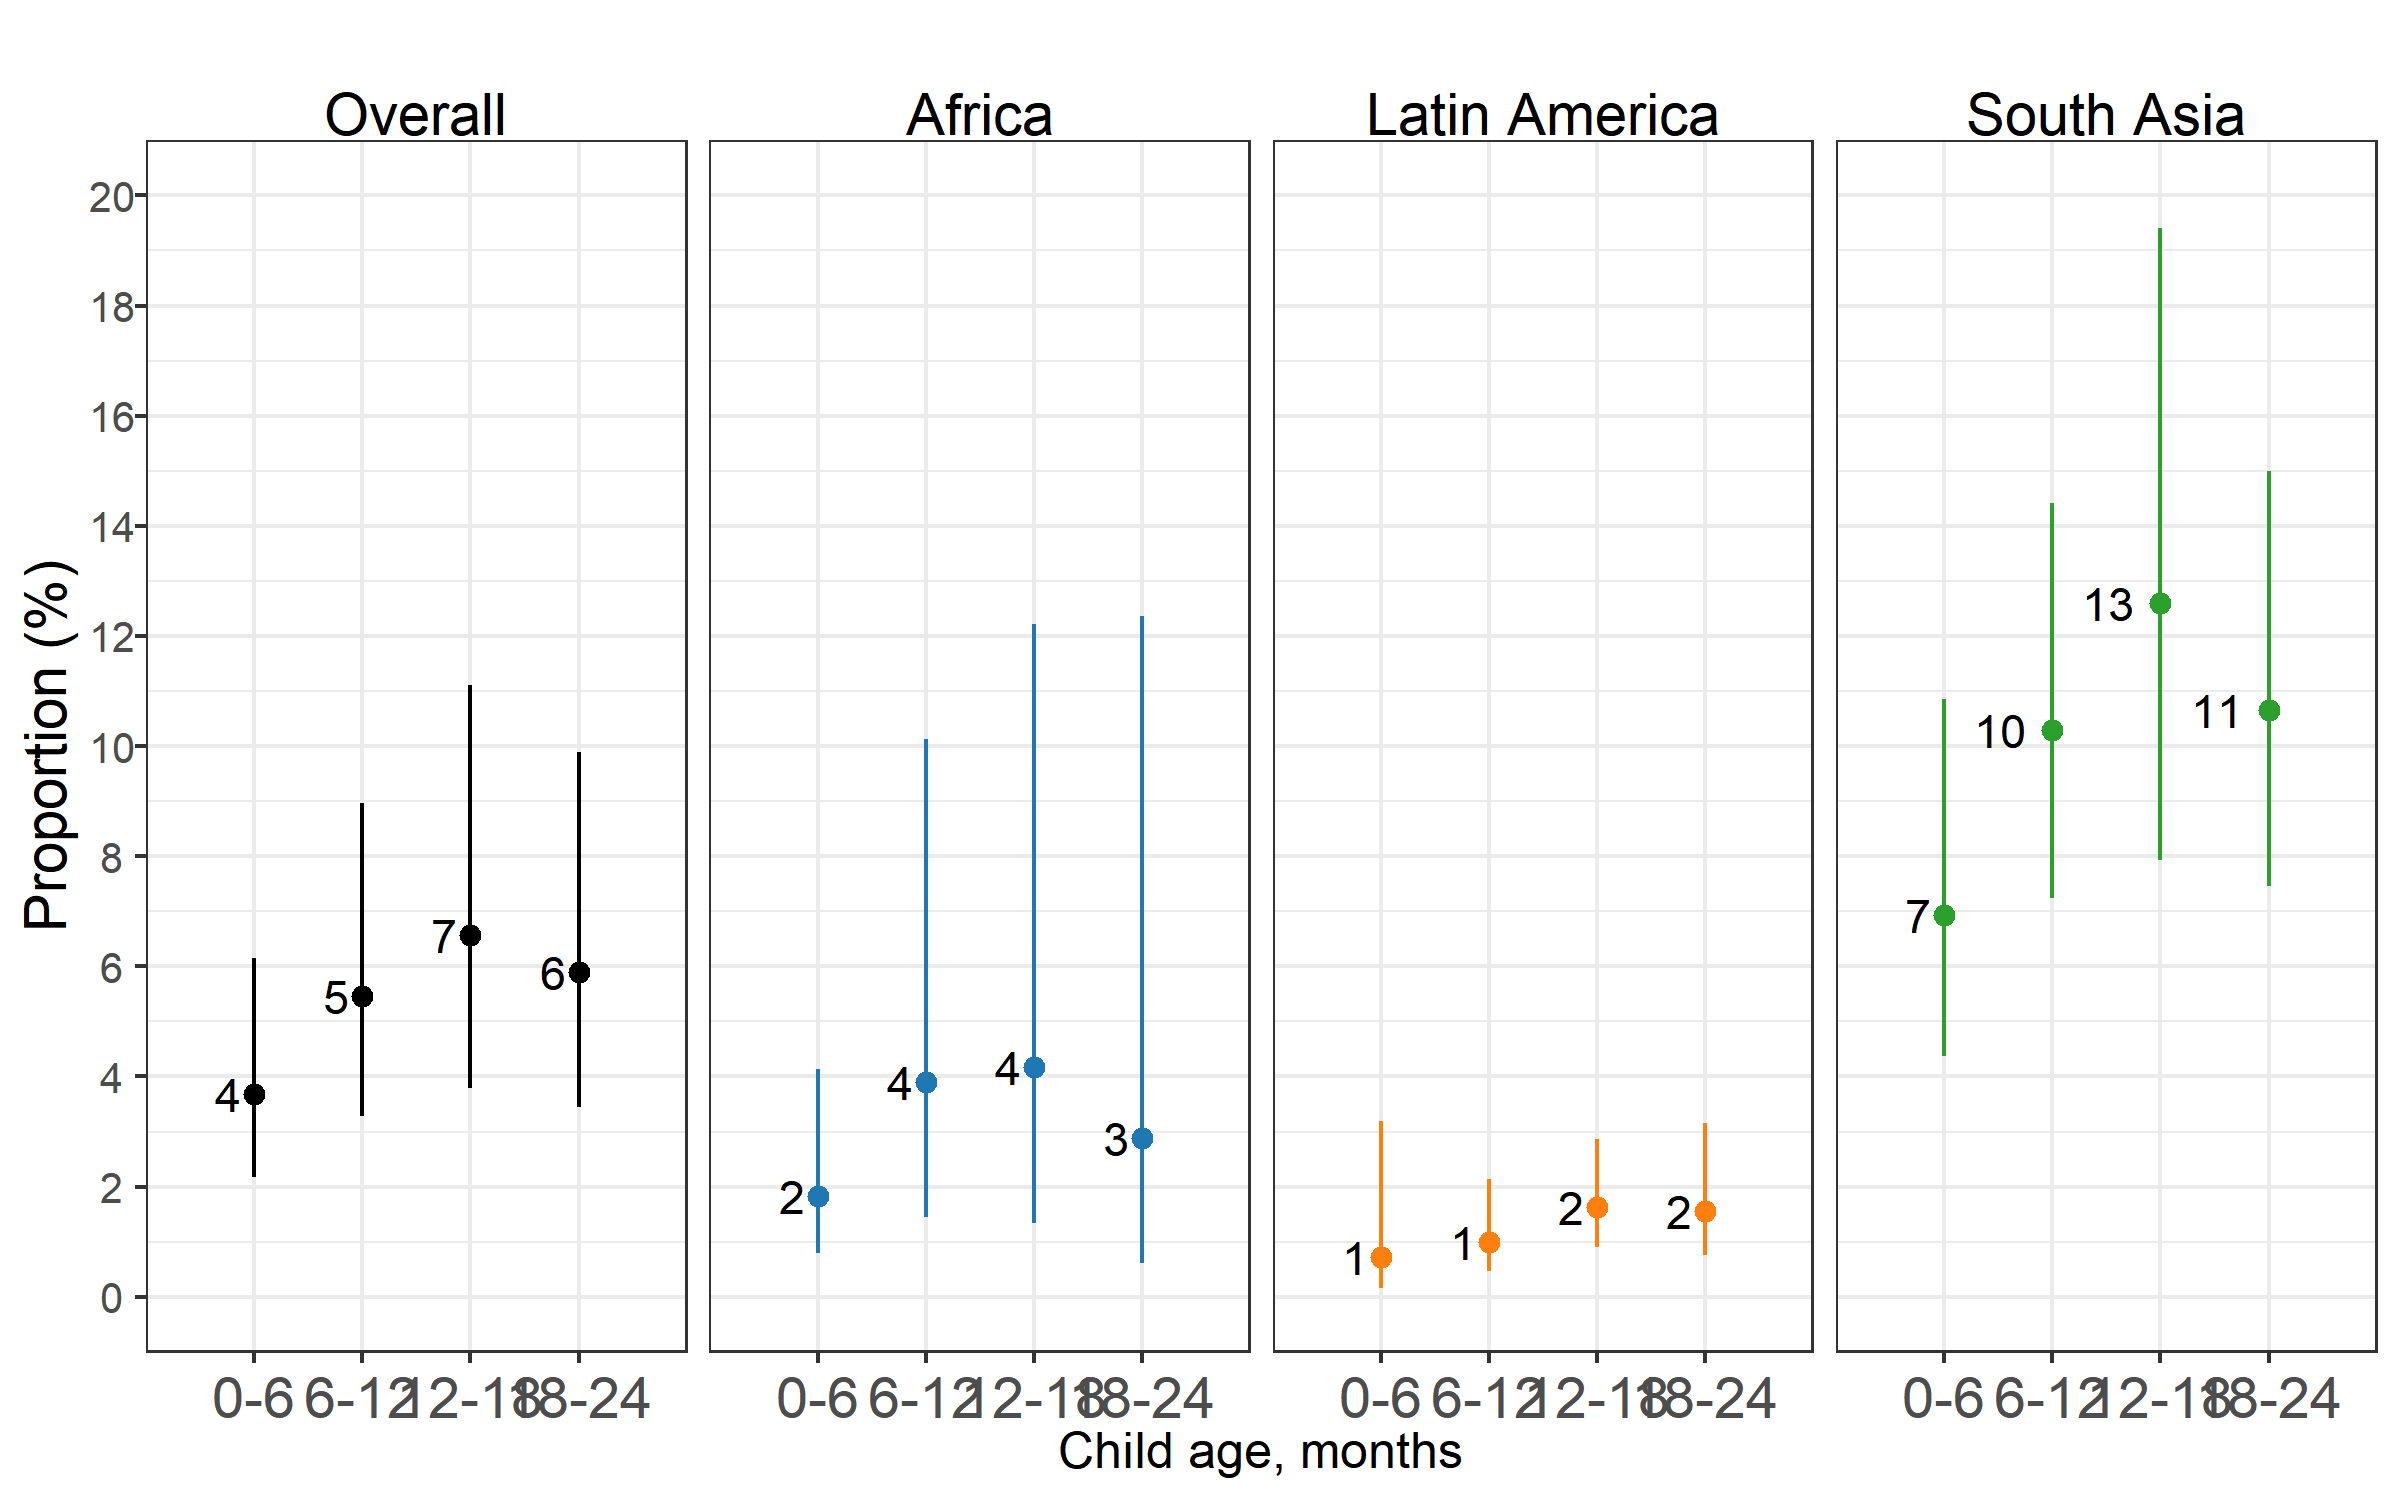 Overall Africa Latin America South Asia
Proportion (%)
20
18
16
14
12
10
8
6
4
2
0
4 5 7 6
2 4 4 3
1 1 2 2
7 10 13 11
0-6 6-12 12-18 18-24 0-6 6-12 12-18 18-24 0-6 6-12 12-18 18-24 0-6 6-12 12-18 18-24
Child age, months